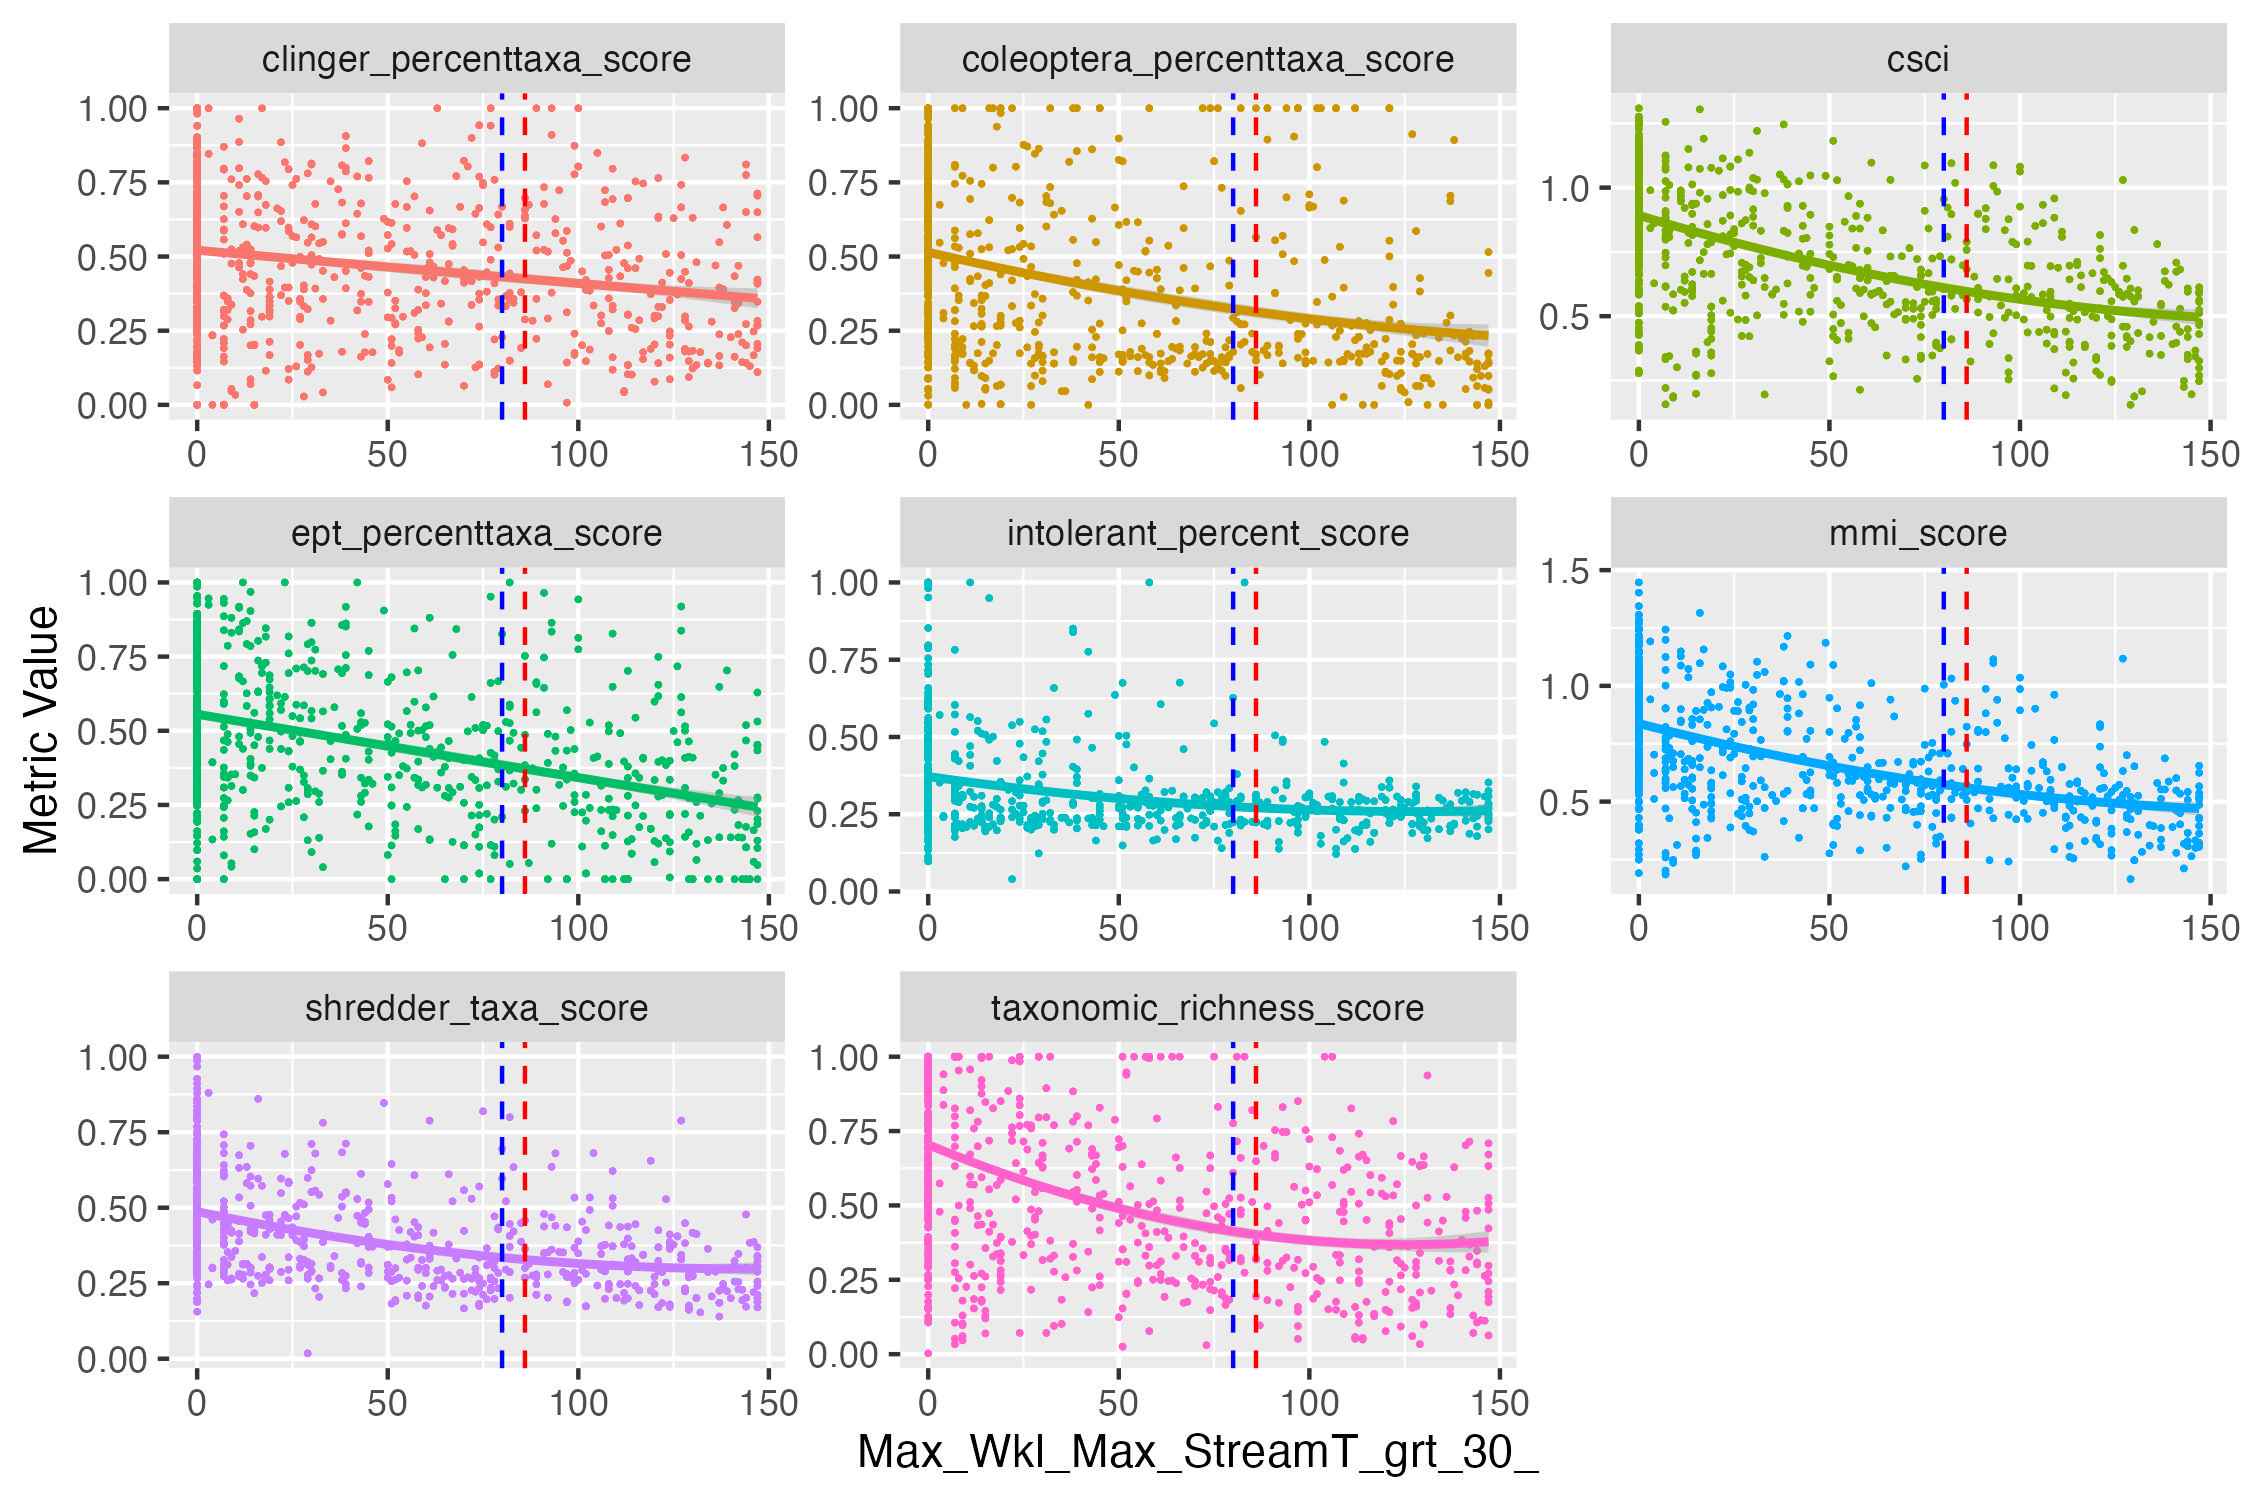 clinger_percenttaxa_score coleoptera_percenttaxa_score csci
1.00 1.00
0.75 0.75 1.0
0.50 0.50
0.25 0.25 0.5
0.00 0.00
0 50 100 150 0 50 100 150 0 50 100 150
ept_percenttaxa_score intolerant_percent_score mmi_score
1.00 1.00 1.5
0.75 0.75 1.0
0.50 0.50
0.25 0.25 0.5
0.00 0.00
0 50 100 150 0 50 100 150 0 50 100 150
Metric Value
shredder_taxa_score taxonomic_richness_score
1.00 1.00
0.75 0.75
0.50 0.50
0.25 0.25
0.00 0.00
0 50 100 150 0 50 100 150
Max_Wkl_Max_StreamT_grt_30_